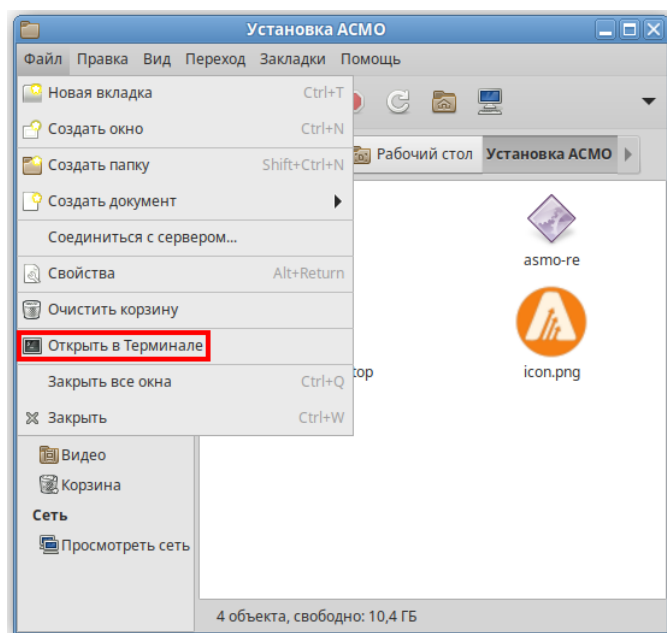 Установка АСМО
Файл Правка Вид Переход Закладки Помощь
Новая вкладка Ctrl+T
Создать окно Ctrl+N
Создать папку Shift+Ctrl+N
Создать документ
Соединиться с сервером...
Свойства Alt+Return
Очистить корзину
Открыть в Терминале
Закрыть все окна Ctrl+Q
Закрыть Ctrl+W
Рабочий стол Установка АСМО
asmo-re
top icon.png
Видео
Корзина
Сеть
Просмотреть сеть
4 объекта, свободно: 10,4 ГБ